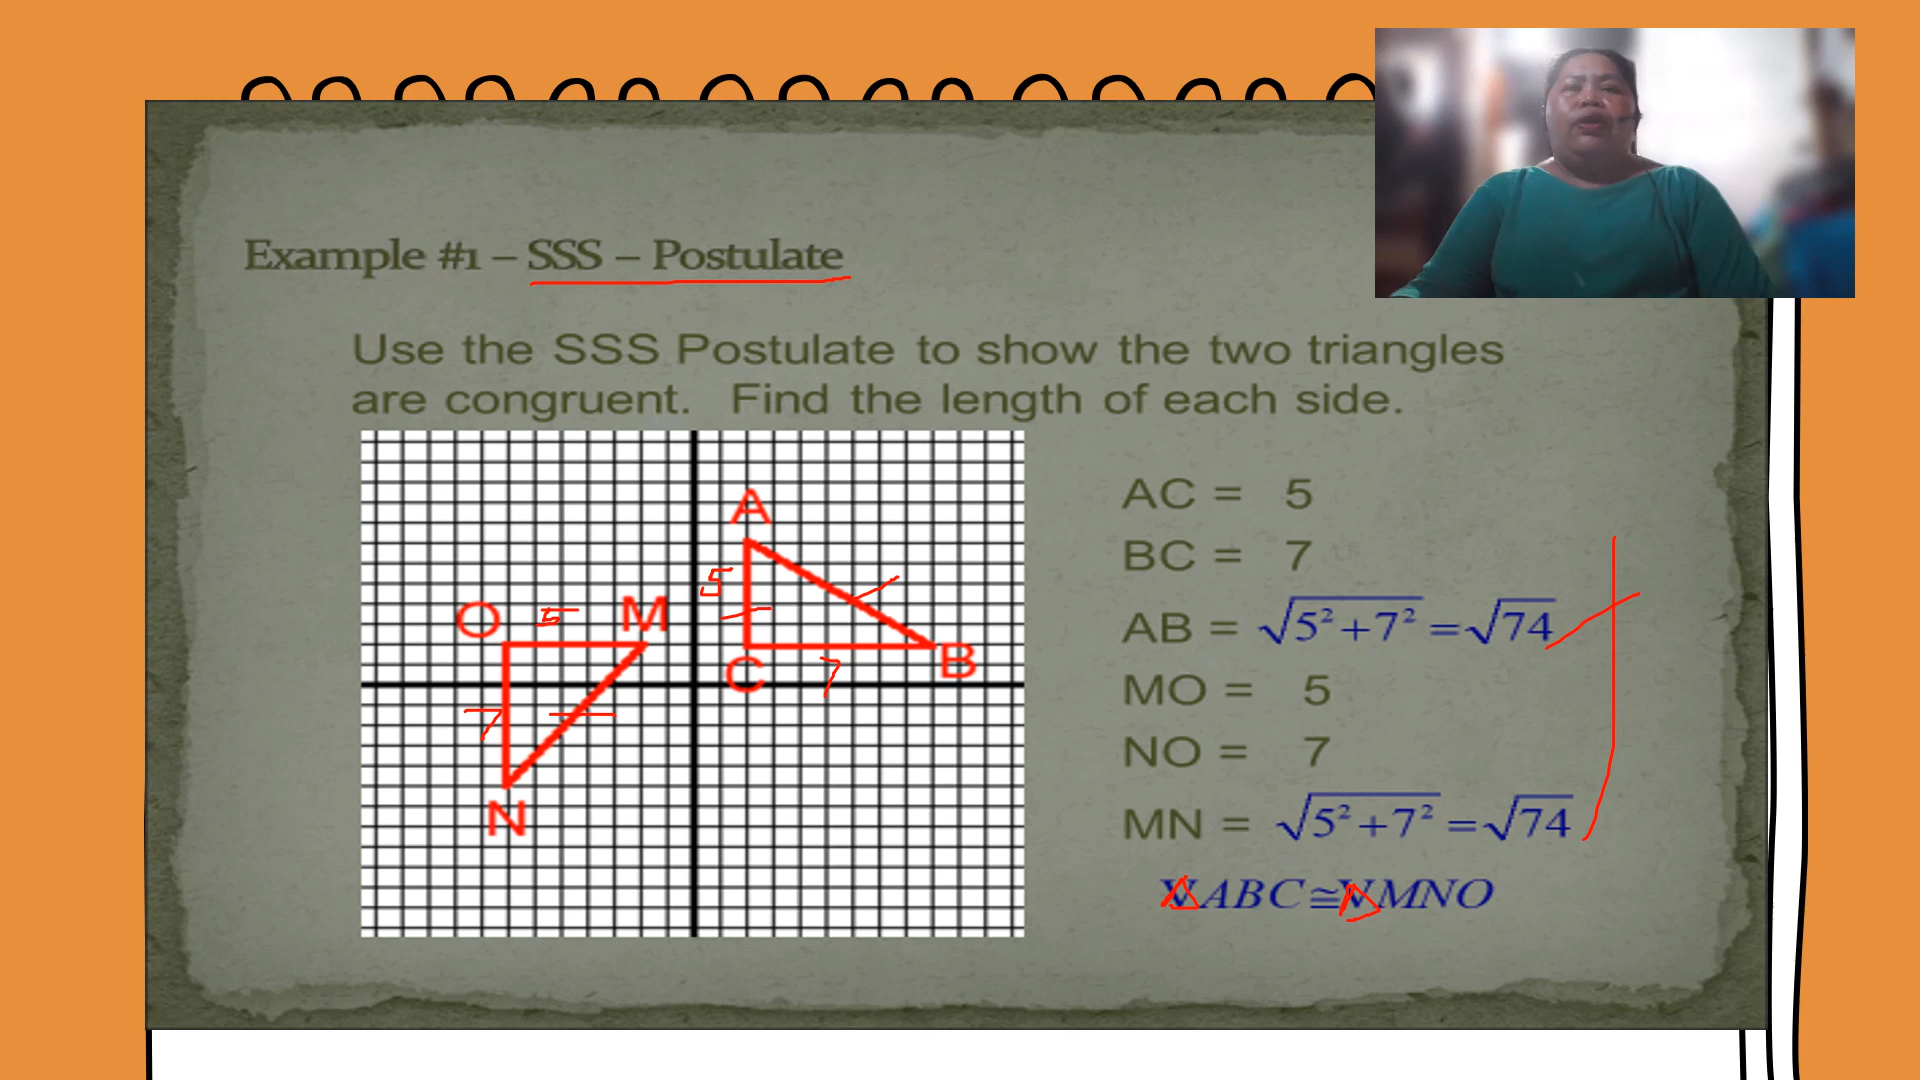 Example #1 – SSS – Postulate
Use the SSS Postulate to show the two triangles
are congruent. Find the length of each side.
A
5
O 5 M
C 7 B
7
N
AC = 5
BC = 7
AB = √(5²+7²) = √74
MO = 5
NO = 7
MN = √(5²+7²) = √74
△ABC≅△MNO